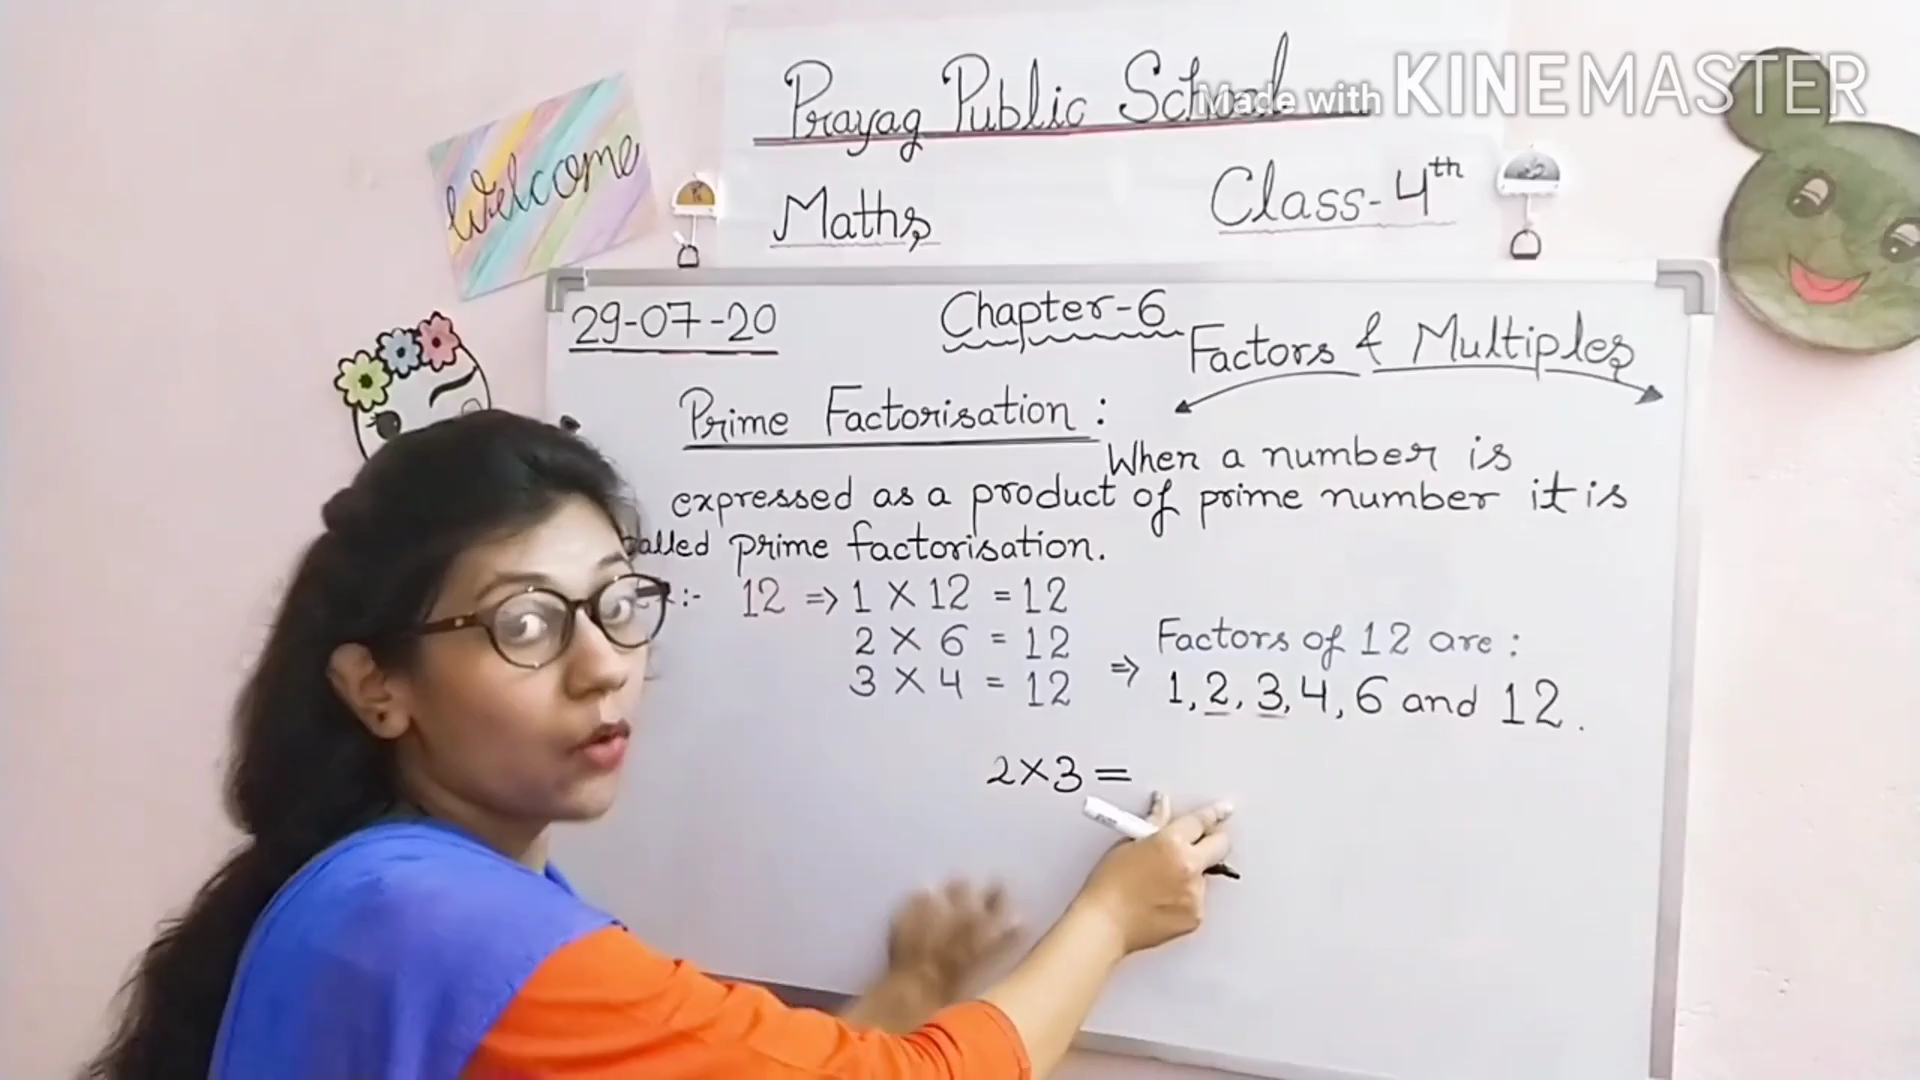 Prayag Public School
Made with KINEMASTER
Welcome
Maths
Class-4th
29-07-20
Chapter-6
Factors & Multiples
Prime Factorisation :
When a number is
expressed as a product of prime number it is
called prime factorisation.
12 => 1 X 12 = 12
2 X 6 = 12
3 X 4 = 12
=> Factors of 12 are :
1, 2, 3, 4, 6 and 12.
2×3 =